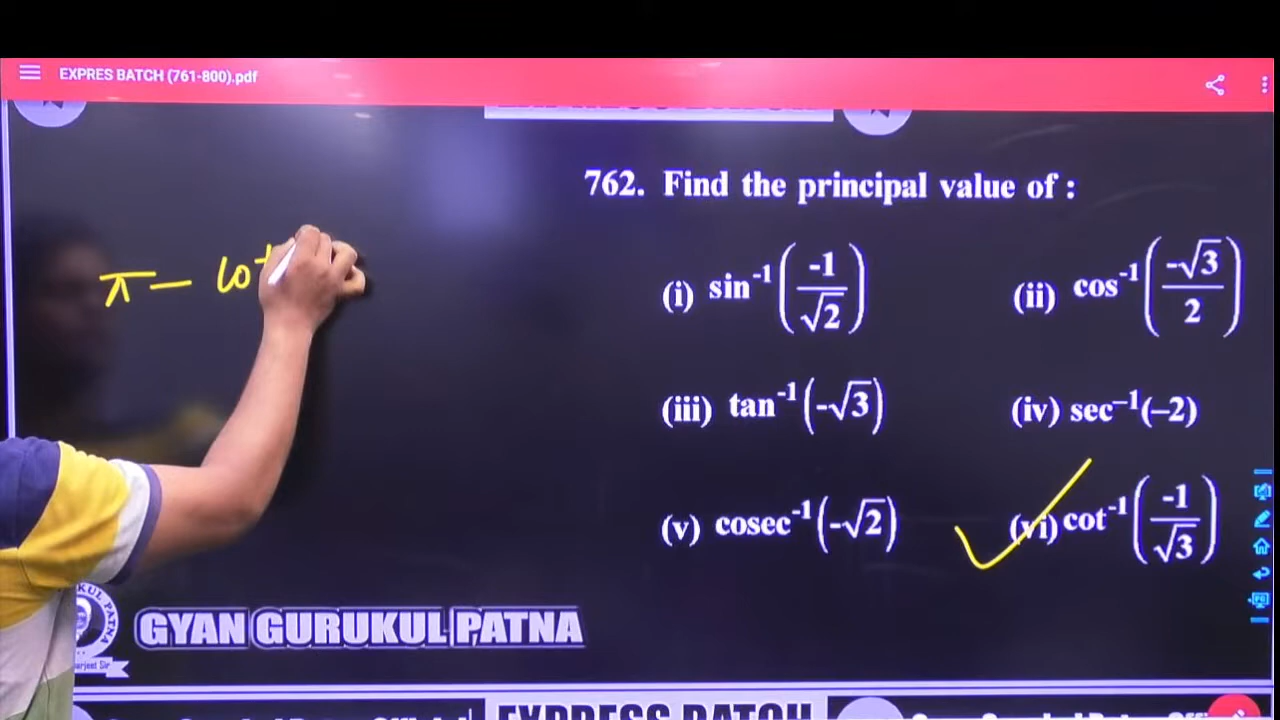 EXPRES BATCH (761-800).pdf
762. Find the principal value of :
π — cot
(i) sin⁻¹(-1/√2) (ii) cos⁻¹(-√3/2)
(iii) tan⁻¹(-√3) (iv) sec⁻¹(–2)
(v) cosec⁻¹(-√2) (vi) cot⁻¹(-1/√3)
GYAN GURUKUL PATNA
EXPRESS BATCH